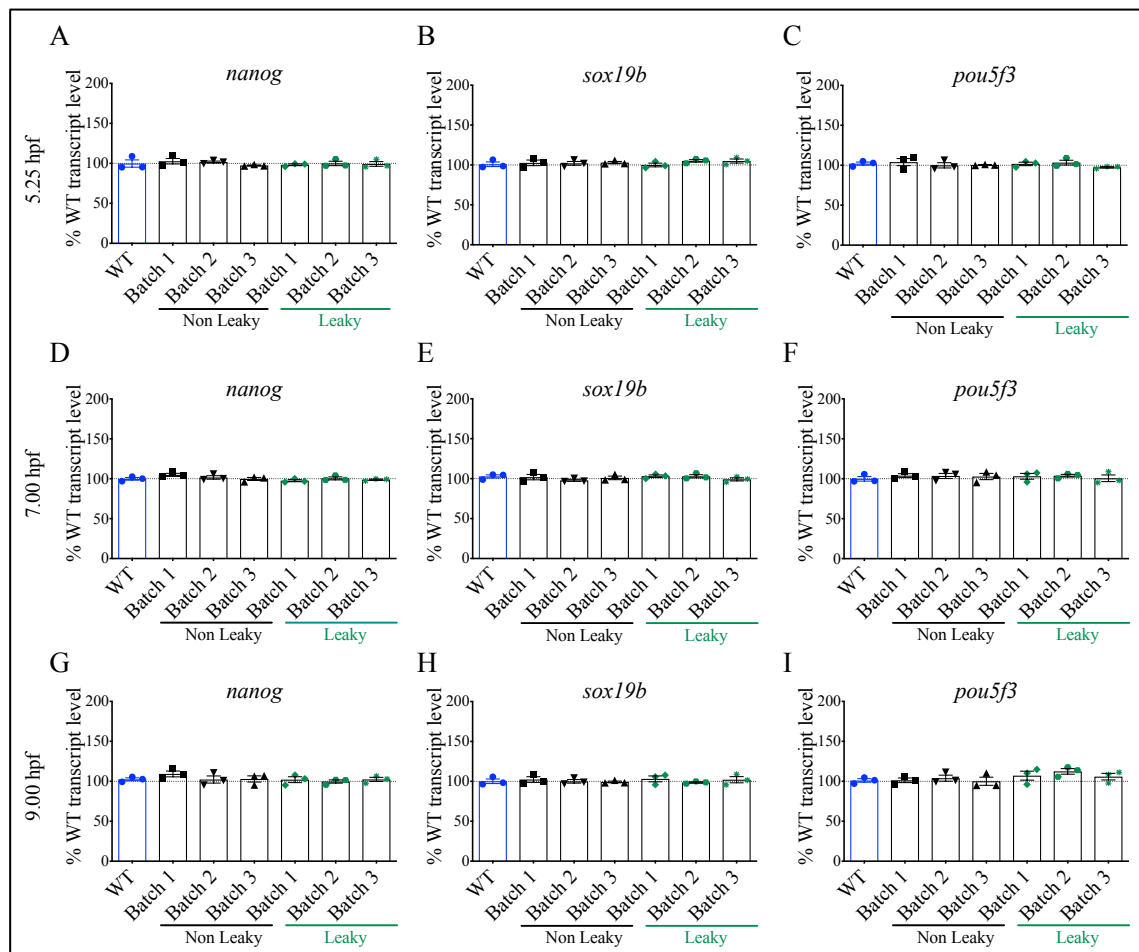 A
B
C
nanog
sox19b
pou5f3
5.25 hpf
% WT transcript level
200
150
100
50
0
WT
Batch 1
Batch 2
Batch 3
Batch 1
Batch 2
Batch 3
Non Leaky
Leaky
% WT transcript level
200
150
100
50
0
WT
Batch 1
Batch 2
Batch 3
Batch 1
Batch 2
Batch 3
Non Leaky
Leaky
% WT transcript level
200
150
100
50
0
WT
Batch 1
Batch 2
Batch 3
Batch 1
Batch 2
Batch 3
Non Leaky
Leaky
D
E
F
nanog
sox19b
pou5f3
7.00 hpf
% WT transcript level
200
150
100
50
0
WT
Batch 1
Batch 2
Batch 3
Batch 1
Batch 2
Batch 3
Non Leaky
Leaky
% WT transcript level
200
150
100
50
0
WT
Batch 1
Batch 2
Batch 3
Batch 1
Batch 2
Batch 3
Non Leaky
Leaky
% WT transcript level
200
150
100
50
0
WT
Batch 1
Batch 2
Batch 3
Batch 1
Batch 2
Batch 3
Non Leaky
Leaky
G
H
I
nanog
sox19b
pou5f3
9.00 hpf
% WT transcript level
200
150
100
50
0
WT
Batch 1
Batch 2
Batch 3
Batch 1
Batch 2
Batch 3
Non Leaky
Leaky
% WT transcript level
200
150
100
50
0
WT
Batch 1
Batch 2
Batch 3
Batch 1
Batch 2
Batch 3
Non Leaky
Leaky
% WT transcript level
200
150
100
50
0
WT
Batch 1
Batch 2
Batch 3
Batch 1
Batch 2
Batch 3
Non Leaky
Leaky